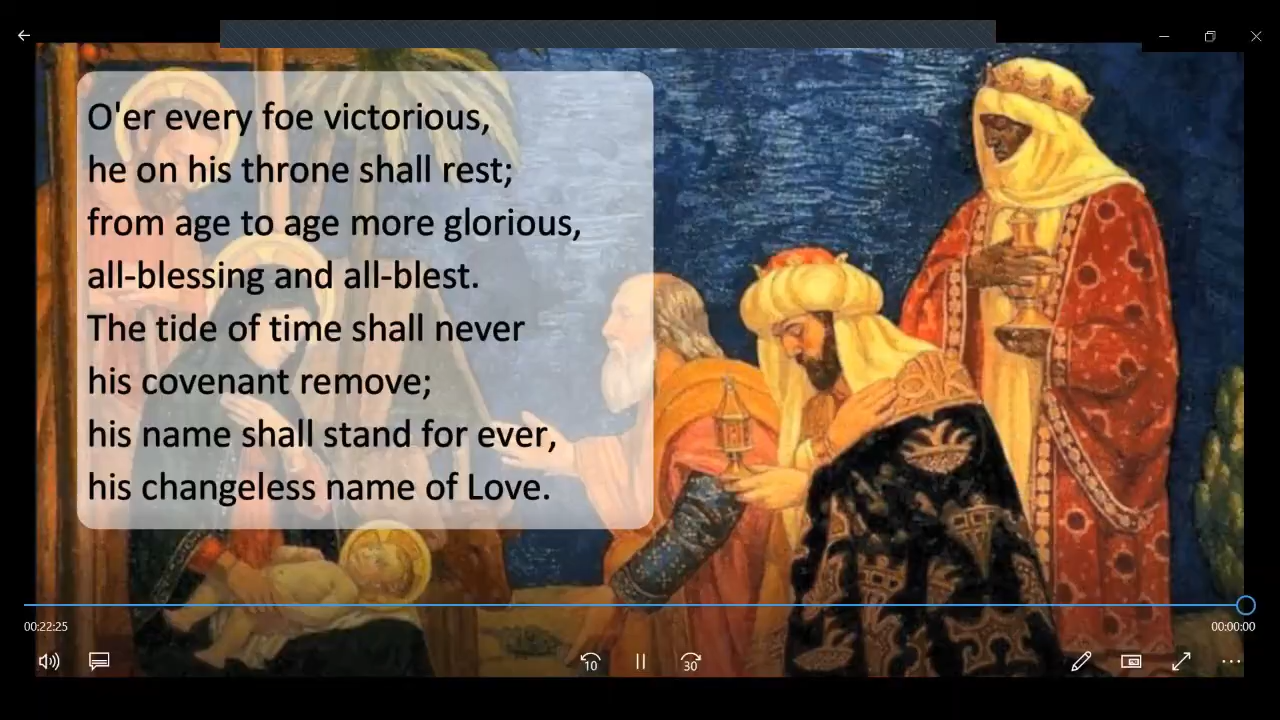 O'er every foe victorious,
he on his throne shall rest;
from age to age more glorious,
all-blessing and all-blest.
The tide of time shall never
his covenant remove;
his name shall stand for ever,
his changeless name of Love.
00:22:25
00:00:00
10
30